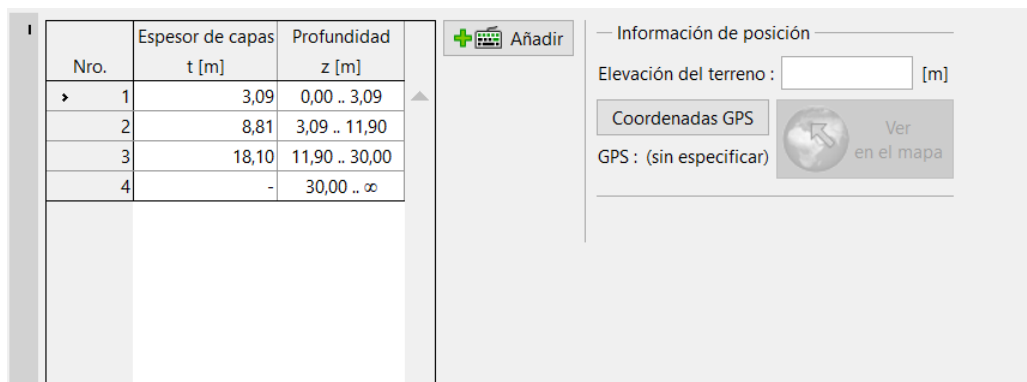 Espesor de capas Profundidad
Nro. t [m] z [m]
1 3,09 0,00 .. 3,09
2 8,81 3,09 .. 11,90
3 18,10 11,90 .. 30,00
4 - 30,00 .. ∞
Añadir
Información de posición
Elevación del terreno : [m]
Coordenadas GPS
GPS : (sin especificar)
Ver
en el mapa